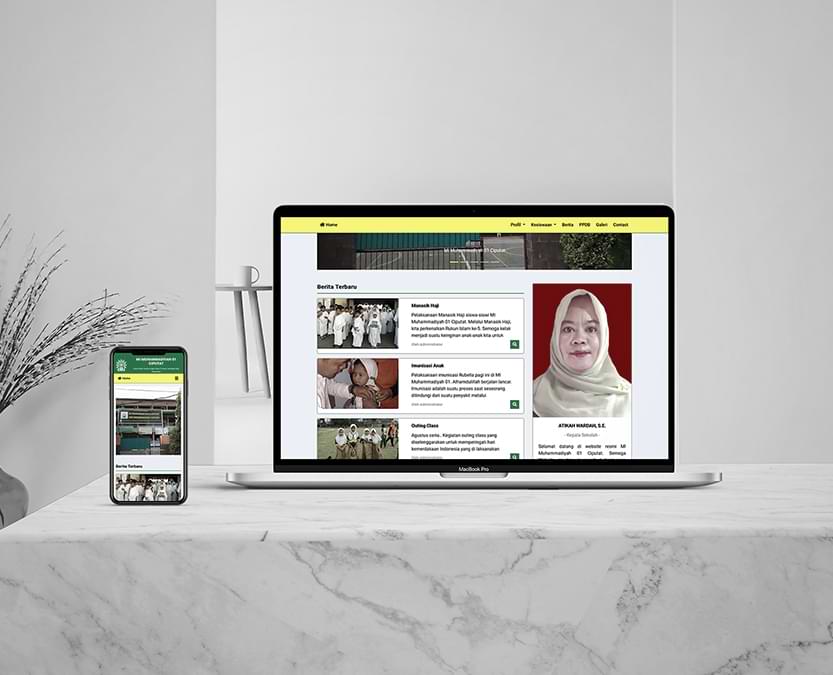 Home
Profil
Kesiswaan
Berita
PPDB
Galeri
Contact
MI Muhammadiyah 01 Ciputat
Berita Terbaru
Manasik Haji
Pelaksanaan Manasik Haji siswa-siswi MI
Muhammadiyah 01 Ciputat. Melalui Manasik Haji,
kita perkenalkan Rukun Islam ke-5. Semoga kelak
menjadi suatu keinginan anak-anak kita untuk
Oleh administrator
Imunisasi Anak
Pelaksanaan imunisasi Rubella pagi ini di MI
Muhammadiyah 01. Alhamdulillah berjalan lancar.
Imunisasi adalah suatu proses saat seseorang
dilindungi dari suatu penyakit melalui
Oleh administrator
Outing Class
Agustus ceria.. Kegiatan outing class yang
diselenggarakan untuk memperingati hari
kemerdekaan Indonesia yang di laksanakan
ATIKAH WARDAH, S.E.
- Kepala Sekolah -
Selamat datang di website resmi MI
Muhammadiyah 01 Ciputat. Semoga
MacBook Pro
MI MUHAMMADIYAH 01
CIPUTAT
Home
Berita Terbaru